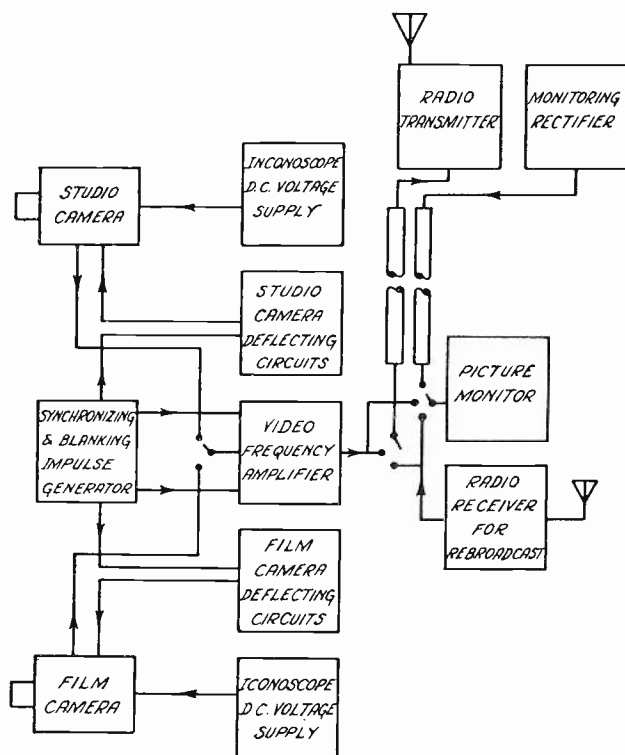 RADIO
TRANSMITTER
MONITORING
RECTIFIER
STUDIO
CAMERA
INCONOSCOPE
D.C. VOLTAGE
SUPPLY
STUDIO
CAMERA
DEFLECTING
CIRCUITS
PICTURE
MONITOR
SYNCHRONIZING
& BLANKING
IMPULSE
GENERATOR
VIDEO
FREQUENCY
AMPLIFIER
RADIO
RECEIVER
FOR
REBROADCAST
FILM
CAMERA
DEFLECTING
CIRCUITS
FILM
CAMERA
ICONOSCOPE
D.C. VOLTAGE
SUPPLY